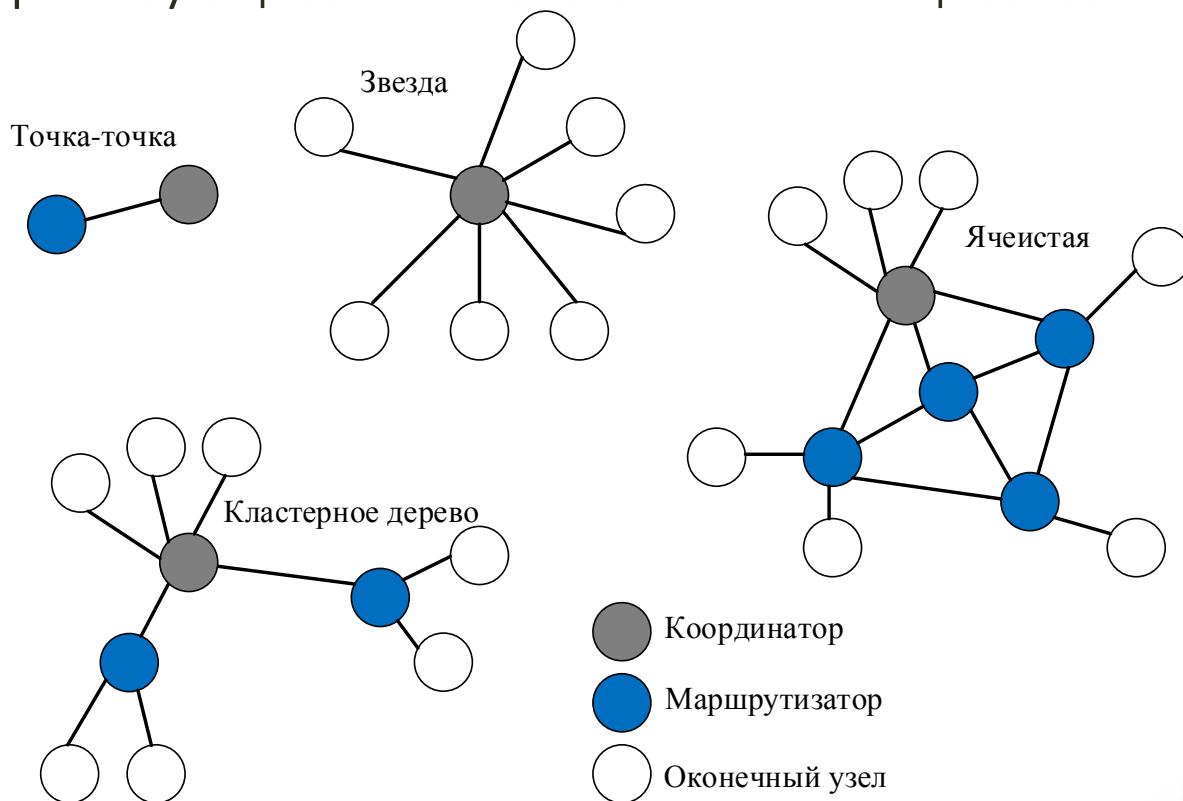 Звезда
Точка-точка
Ячеистая
Кластерное дерево
Координатор
Маршрутизатор
Оконечный узел